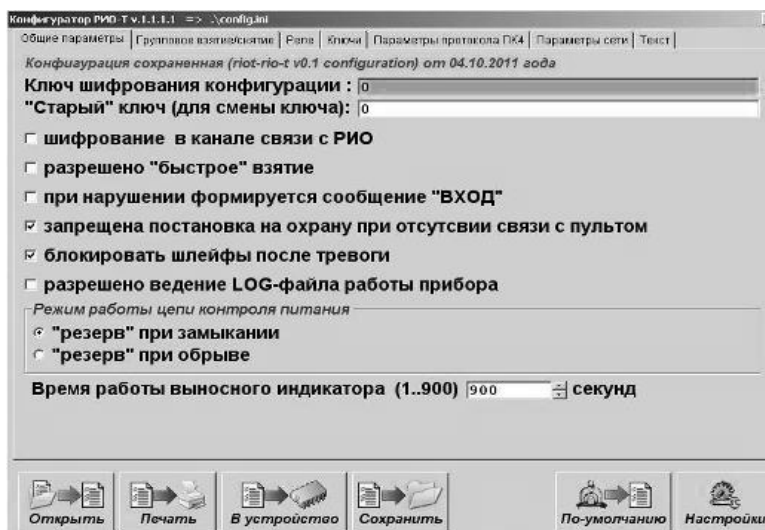 Конфигуратор РИО-Т v.1.1.1.1 => .\config.ini
Общие параметры | Групповое взятие/снятие | Реле | Ключи | Параметры протокола ПК4 | Параметры сети | Текст
Конфигурация сохраненная (riot-rio-t v0.1 configuration) от 04.10.2011 года
Ключ шифрования конфигурации : 0
"Старый" ключ (для смены ключа): 0
шифрование в канале связи с РИО
разрешено "быстрое" взятие
при нарушении формируется сообщение "ВХОД"
запрещена постановка на охрану при отсутсвии связи с пультом
блокировать шлейфы после тревоги
разрешено ведение LOG-файла работы прибора
Режим работы цепи контроля питания
"резерв" при замыкании
"резерв" при обрыве
Время работы выносного индикатора (1..900) 900 секунд
Открыть Печать В устройство Сохранить По-умолчанию Настройки